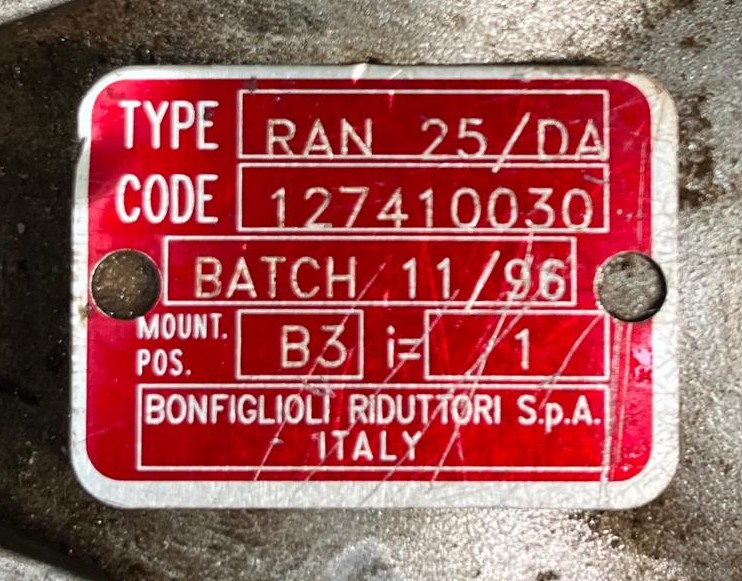 TYPE RAN 25/DA
CODE 127410030
BATCH 11/96
MOUNT. POS. B3 i= 1
BONFIGLIOLI RIDUTTORI S.p.A.
ITALY